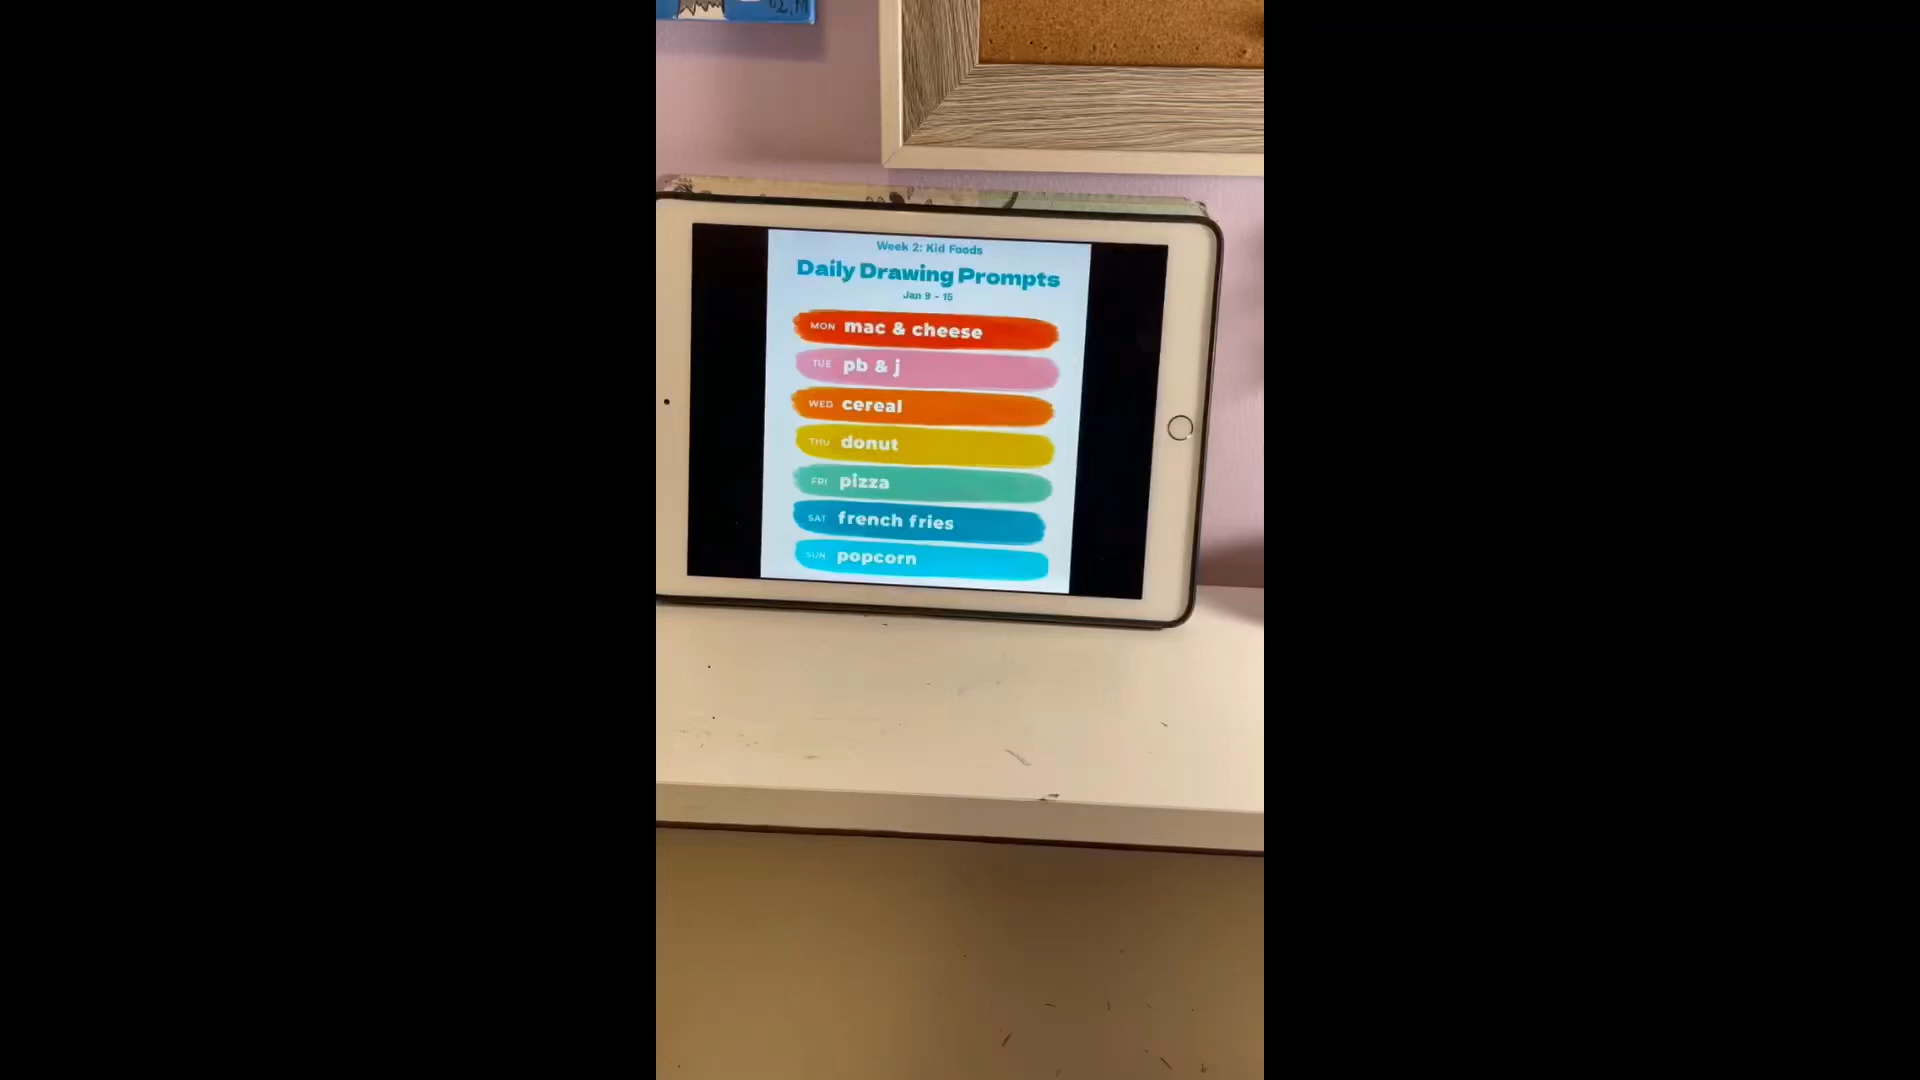 Week 2: Kid Foods
Daily Drawing Prompts
Jan 9 - 15
MON mac & cheese
TUE pb & j
WED cereal
THU donut
FRI pizza
SAT french fries
SUN popcorn